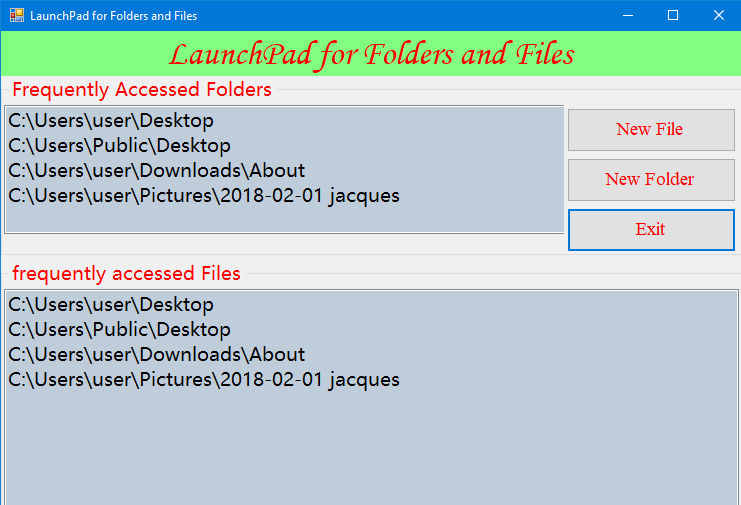 LaunchPad for Folders and Files
LaunchPad for Folders and Files
Frequently Accessed Folders
C:\Users\user\Desktop
C:\Users\Public\Desktop
C:\Users\user\Downloads\About
C:\Users\user\Pictures\2018-02-01 jacques
New File
New Folder
Exit
frequently accessed Files
C:\Users\user\Desktop
C:\Users\Public\Desktop
C:\Users\user\Downloads\About
C:\Users\user\Pictures\2018-02-01 jacques